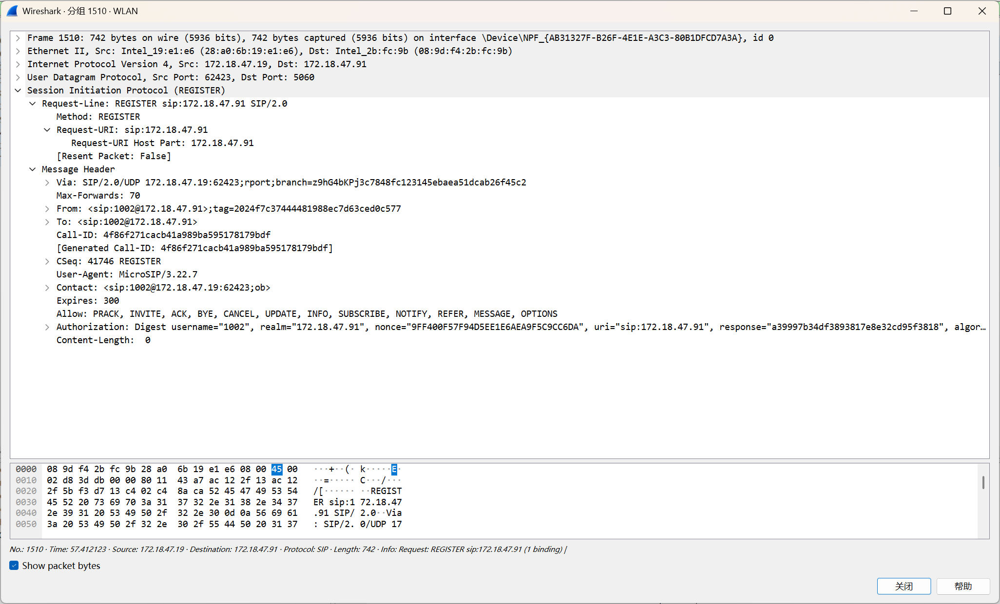 Wireshark · 分组 1510 · WLAN
Frame 1510: 742 bytes on wire (5936 bits), 742 bytes captured (5936 bits) on interface \Device\NPF_{AB31327F-B26F-4E1E-A3C3-80B1DFCD7A3A}, id 0
Ethernet II, Src: Intel_19:e1:e6 (28:a0:6b:19:e1:e6), Dst: Intel_2b:fc:9b (08:9d:f4:2b:fc:9b)
Internet Protocol Version 4, Src: 172.18.47.19, Dst: 172.18.47.91
User Datagram Protocol, Src Port: 62423, Dst Port: 5060
Session Initiation Protocol (REGISTER)
Request-Line: REGISTER sip:172.18.47.91 SIP/2.0
Method: REGISTER
Request-URI: sip:172.18.47.91
Request-URI Host Part: 172.18.47.91
[Resent Packet: False]
Message Header
Via: SIP/2.0/UDP 172.18.47.19:62423;rport;branch=z9hG4bKPj3c7848fc123145ebaea51dcab26f45c2
Max-Forwards: 70
From: <sip:1002@172.18.47.91>;tag=2024f7c37444481988ec7d63ced0c577
To: <sip:1002@172.18.47.91>
Call-ID: 4f86f271cacb41a989ba595178179bdf
[Generated Call-ID: 4f86f271cacb41a989ba595178179bdf]
CSeq: 41746 REGISTER
User-Agent: MicroSIP/3.22.7
Contact: <sip:1002@172.18.47.19:62423;ob>
Expires: 300
Allow: PRACK, INVITE, ACK, BYE, CANCEL, UPDATE, INFO, SUBSCRIBE, NOTIFY, REFER, MESSAGE, OPTIONS
Authorization: Digest username="1002", realm="172.18.47.91", nonce="9FF400F57F94D5EE1E6AEA9F5C9CC6DA", uri="sip:172.18.47.91", response="a39997b34df3893817e8e32cd95f3818", algor…
Content-Length:  0
0000 08 9d f4 2b fc 9b 28 a0 6b 19 e1 e6 08 00 45 00 ···+··(· k·····E·
0010 02 d8 3d db 00 00 80 11 43 a7 ac 12 2f 13 ac 12 ··=····· C···/···
0020 2f 5b f3 d7 13 c4 02 c4 8a ca 52 45 47 49 53 54 /[······ ··REGIST
0030 45 52 20 73 69 70 3a 31 37 32 2e 31 38 2e 34 37 ER sip:1 72.18.47
0040 2e 39 31 20 53 49 50 2f 32 2e 30 0d 0a 56 69 61 .91 SIP/ 2.0··Via
0050 3a 20 53 49 50 2f 32 2e 30 2f 55 44 50 20 31 37 : SIP/2. 0/UDP 17
No.: 1510 · Time: 57.412123 · Source: 172.18.47.19 · Destination: 172.18.47.91 · Protocol: SIP · Length: 742 · Info: Request: REGISTER sip:172.18.47.91 (1 binding) |
Show packet bytes
关闭 帮助